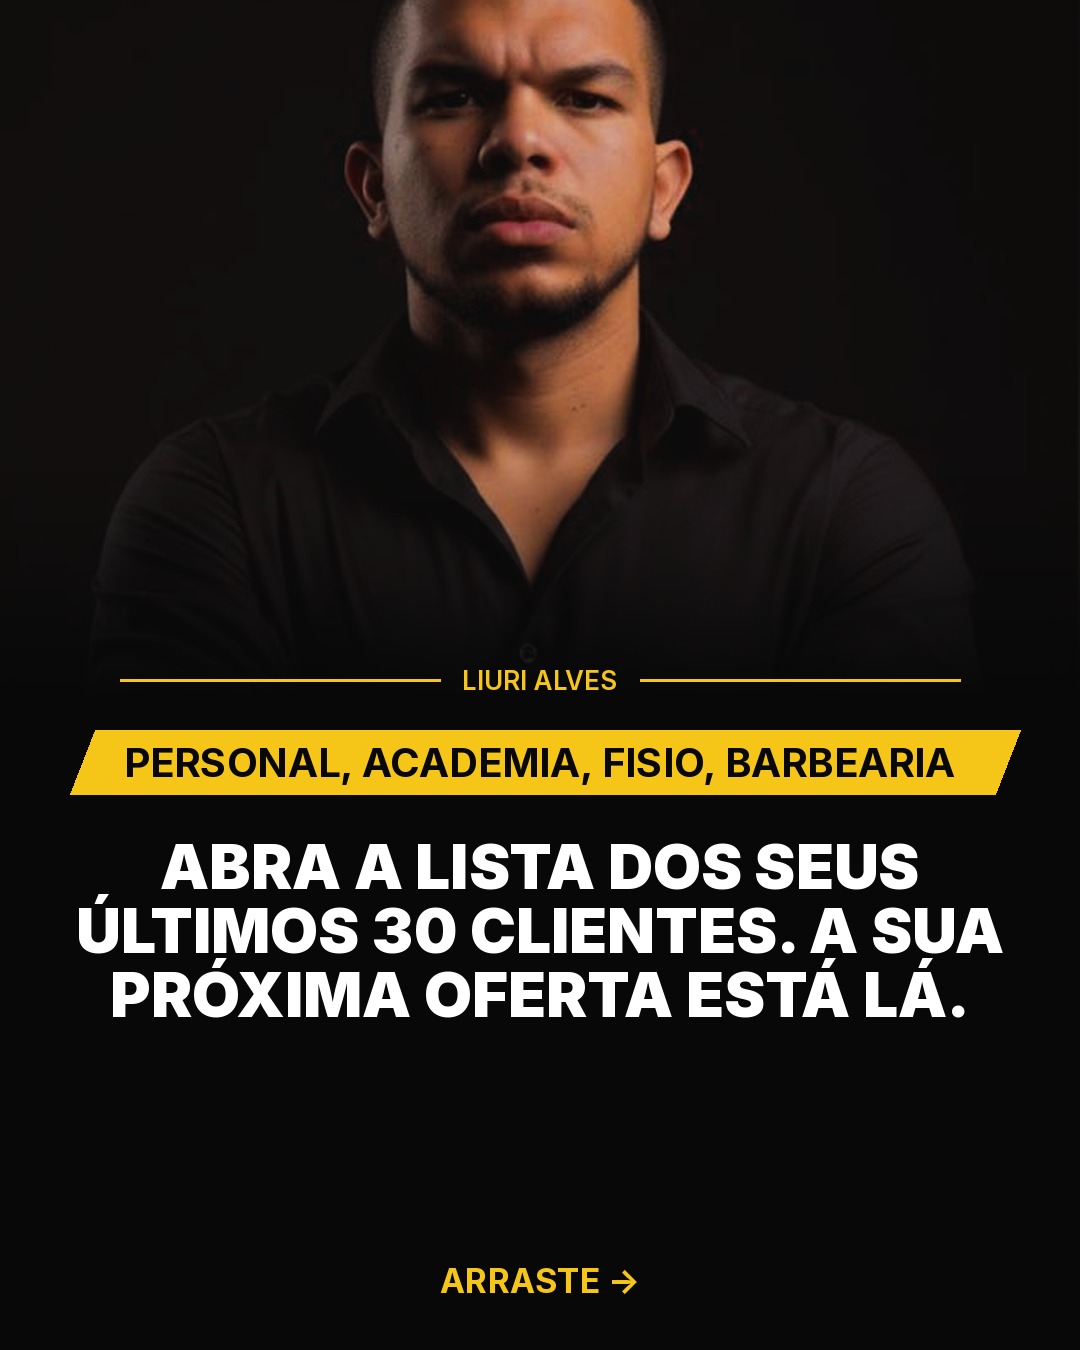 LIURI ALVES
PERSONAL, ACADEMIA, FISIO, BARBEARIA
ABRA A LISTA DOS SEUS
ÚLTIMOS 30 CLIENTES. A SUA
PRÓXIMA OFERTA ESTÁ LÁ.
ARRASTE →